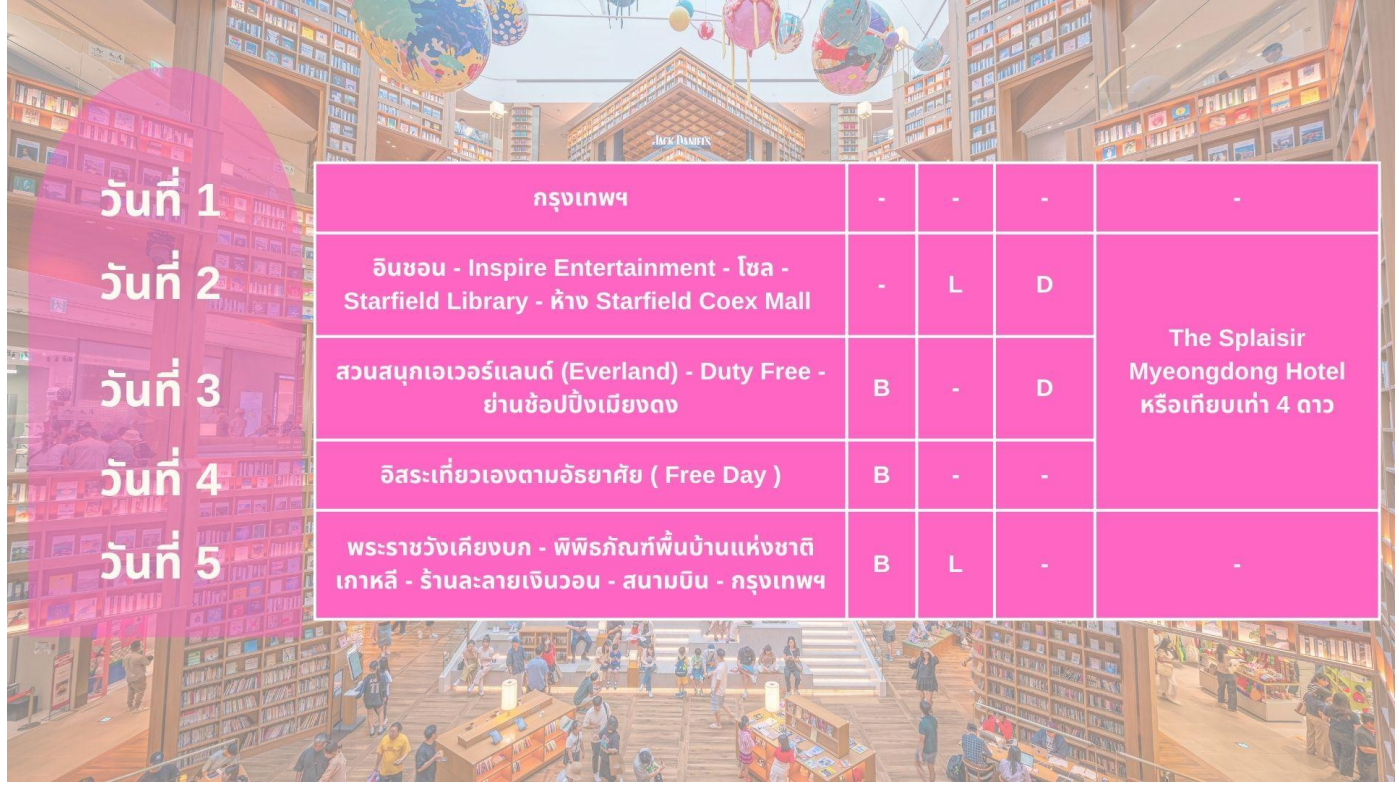 JACK DANIEL'S
วันที่ 1
กรุงเทพฯ
-
-
-
-
วันที่ 2
อินชอน - Inspire Entertainment - โซล -
Starfield Library - ห้าง Starfield Coex Mall
-
L
D
The Splaisir
Myeongdong Hotel
หรือเทียบเท่า 4 ดาว
วันที่ 3
สวนสนุกเอเวอร์แลนด์ (Everland) - Duty Free -
ย่านช้อปปิ้งเมียงดง
B
-
D
วันที่ 4
อิสระเที่ยวเองตามอัธยาศัย ( Free Day )
B
-
-
วันที่ 5
พระราชวังเคียงบก - พิพิธภัณฑ์พื้นบ้านแห่งชาติ
เกาหลี - ร้านละลายเงินวอน - สนามบิน - กรุงเทพฯ
B
L
-
-